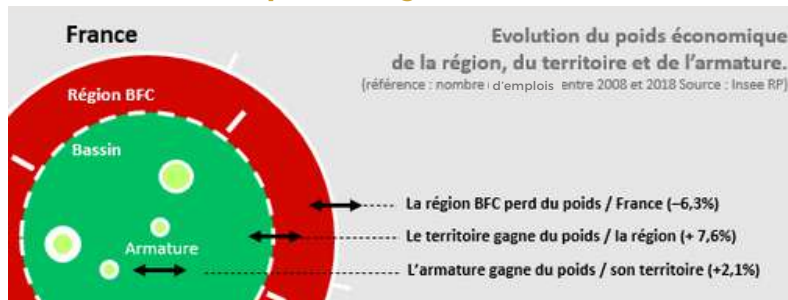 France
Evolution du poids économique
de la région, du territoire et de l'armature.
(référence : nombre d'emplois entre 2008 et 2018 Source : Insee RP)
Région BFC
Bassin
Armature
La région BFC perd du poids / France (–6,3%)
Le territoire gagne du poids / la région (+ 7,6%)
L'armature gagne du poids / son territoire (+2,1%)